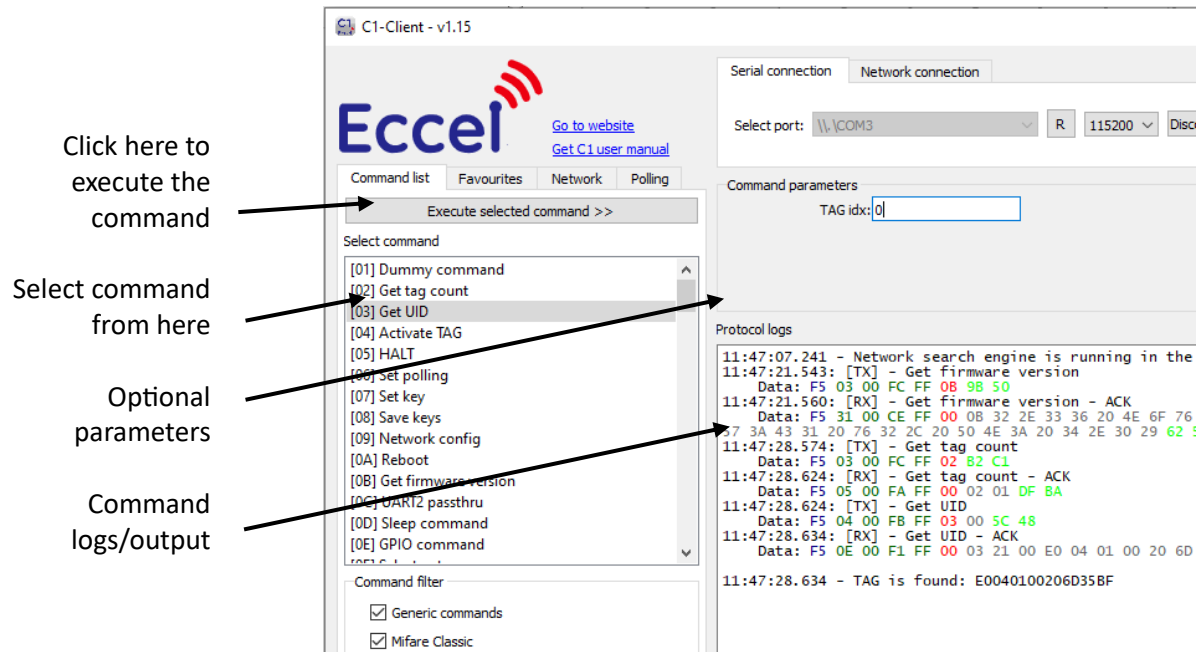 C1-Client - v1.15
Eccel
Go to website
Get C1 user manual
Serial connection Network connection
Select port: \\.\COM3 R 115200
Click here to
execute the
command
Select command
from here
Optional
parameters
Command
logs/output
Command list Favourites Network Polling
Execute selected command >>
Select command
[01] Dummy command
[02] Get tag count
[03] Get UID
[04] Activate TAG
[05] HALT
[06] Set polling
[07] Set key
[08] Save keys
[09] Network config
[0A] Reboot
[0B] Get firmware version
[0C] UART2 passthru
[0D] Sleep command
[0E] GPIO command
Command filter
Generic commands
Mifare Classic
Command parameters
TAG idx: 0
Protocol logs
11:47:07.241 - Network search engine is running in the
11:47:21.543: [TX] - Get firmware version
Data: F5 03 00 FC FF 0B 9B 50
11:47:21.560: [RX] - Get firmware version - ACK
Data: F5 31 00 CE FF 00 0B 32 2E 33 36 20 4E 6F 76
57 3A 43 31 20 76 32 2C 20 50 4E 3A 20 34 2E 30 29 62
11:47:28.574: [TX] - Get tag count
Data: F5 03 00 FC FF 02 B2 C1
11:47:28.624: [RX] - Get tag count - ACK
Data: F5 05 00 FA FF 00 02 01 DF BA
11:47:28.624: [TX] - Get UID
Data: F5 04 00 FB FF 03 00 5C 48
11:47:28.634: [RX] - Get UID - ACK
Data: F5 0E 00 F1 FF 00 03 21 00 E0 04 01 00 20 6D
11:47:28.634 - TAG is found: E0040100206D35BF